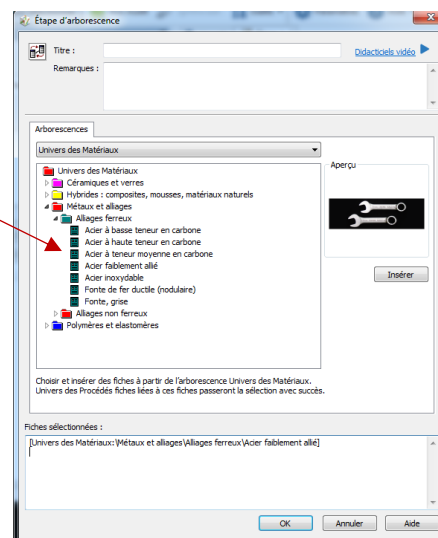 Étape d'arborescence
Titre :
Didacticiels vidéo
Remarques :
Arborescences
Univers des Matériaux
Aperçu
Univers des Matériaux
Céramiques et verres
Hybrides : composites, mousses, matériaux naturels
Métaux et alliages
Alliages ferreux
Acier à basse teneur en carbone
Acier à haute teneur en carbone
Acier à teneur moyenne en carbone
Acier faiblement allié
Acier inoxydable
Fonte de fer ductile (nodulaire)
Fonte, grise
Alliages non ferreux
Polymères et elastomères
Insérer
Choisir et insérer des fiches à partir de l'arborescence Univers des Matériaux.
Univers des Procédés fiches liées à ces fiches passeront la sélection avec succès.
Fiches sélectionnées :
[Univers des Matériaux:\Métaux et alliages\Alliages ferreux\Acier faiblement allié]
OK Annuler Aide